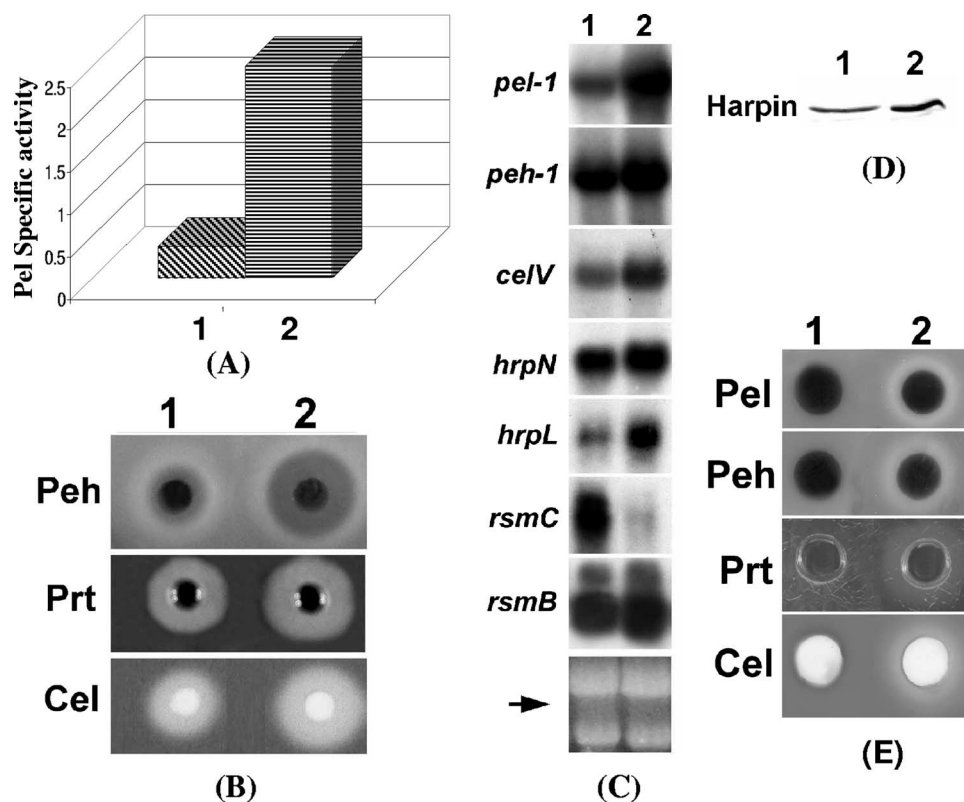 Pel Specific activity
2.5
2
1.5
1
0.5
0
1 2
(A)
1 2
Peh
Prt
Cel
(B)
1 2
pel-1
peh-1
celV
hrpN
hrpL
rsmC
rsmB
(C)
1 2
Harpin
(D)
1 2
Pel
Peh
Prt
Cel
(E)